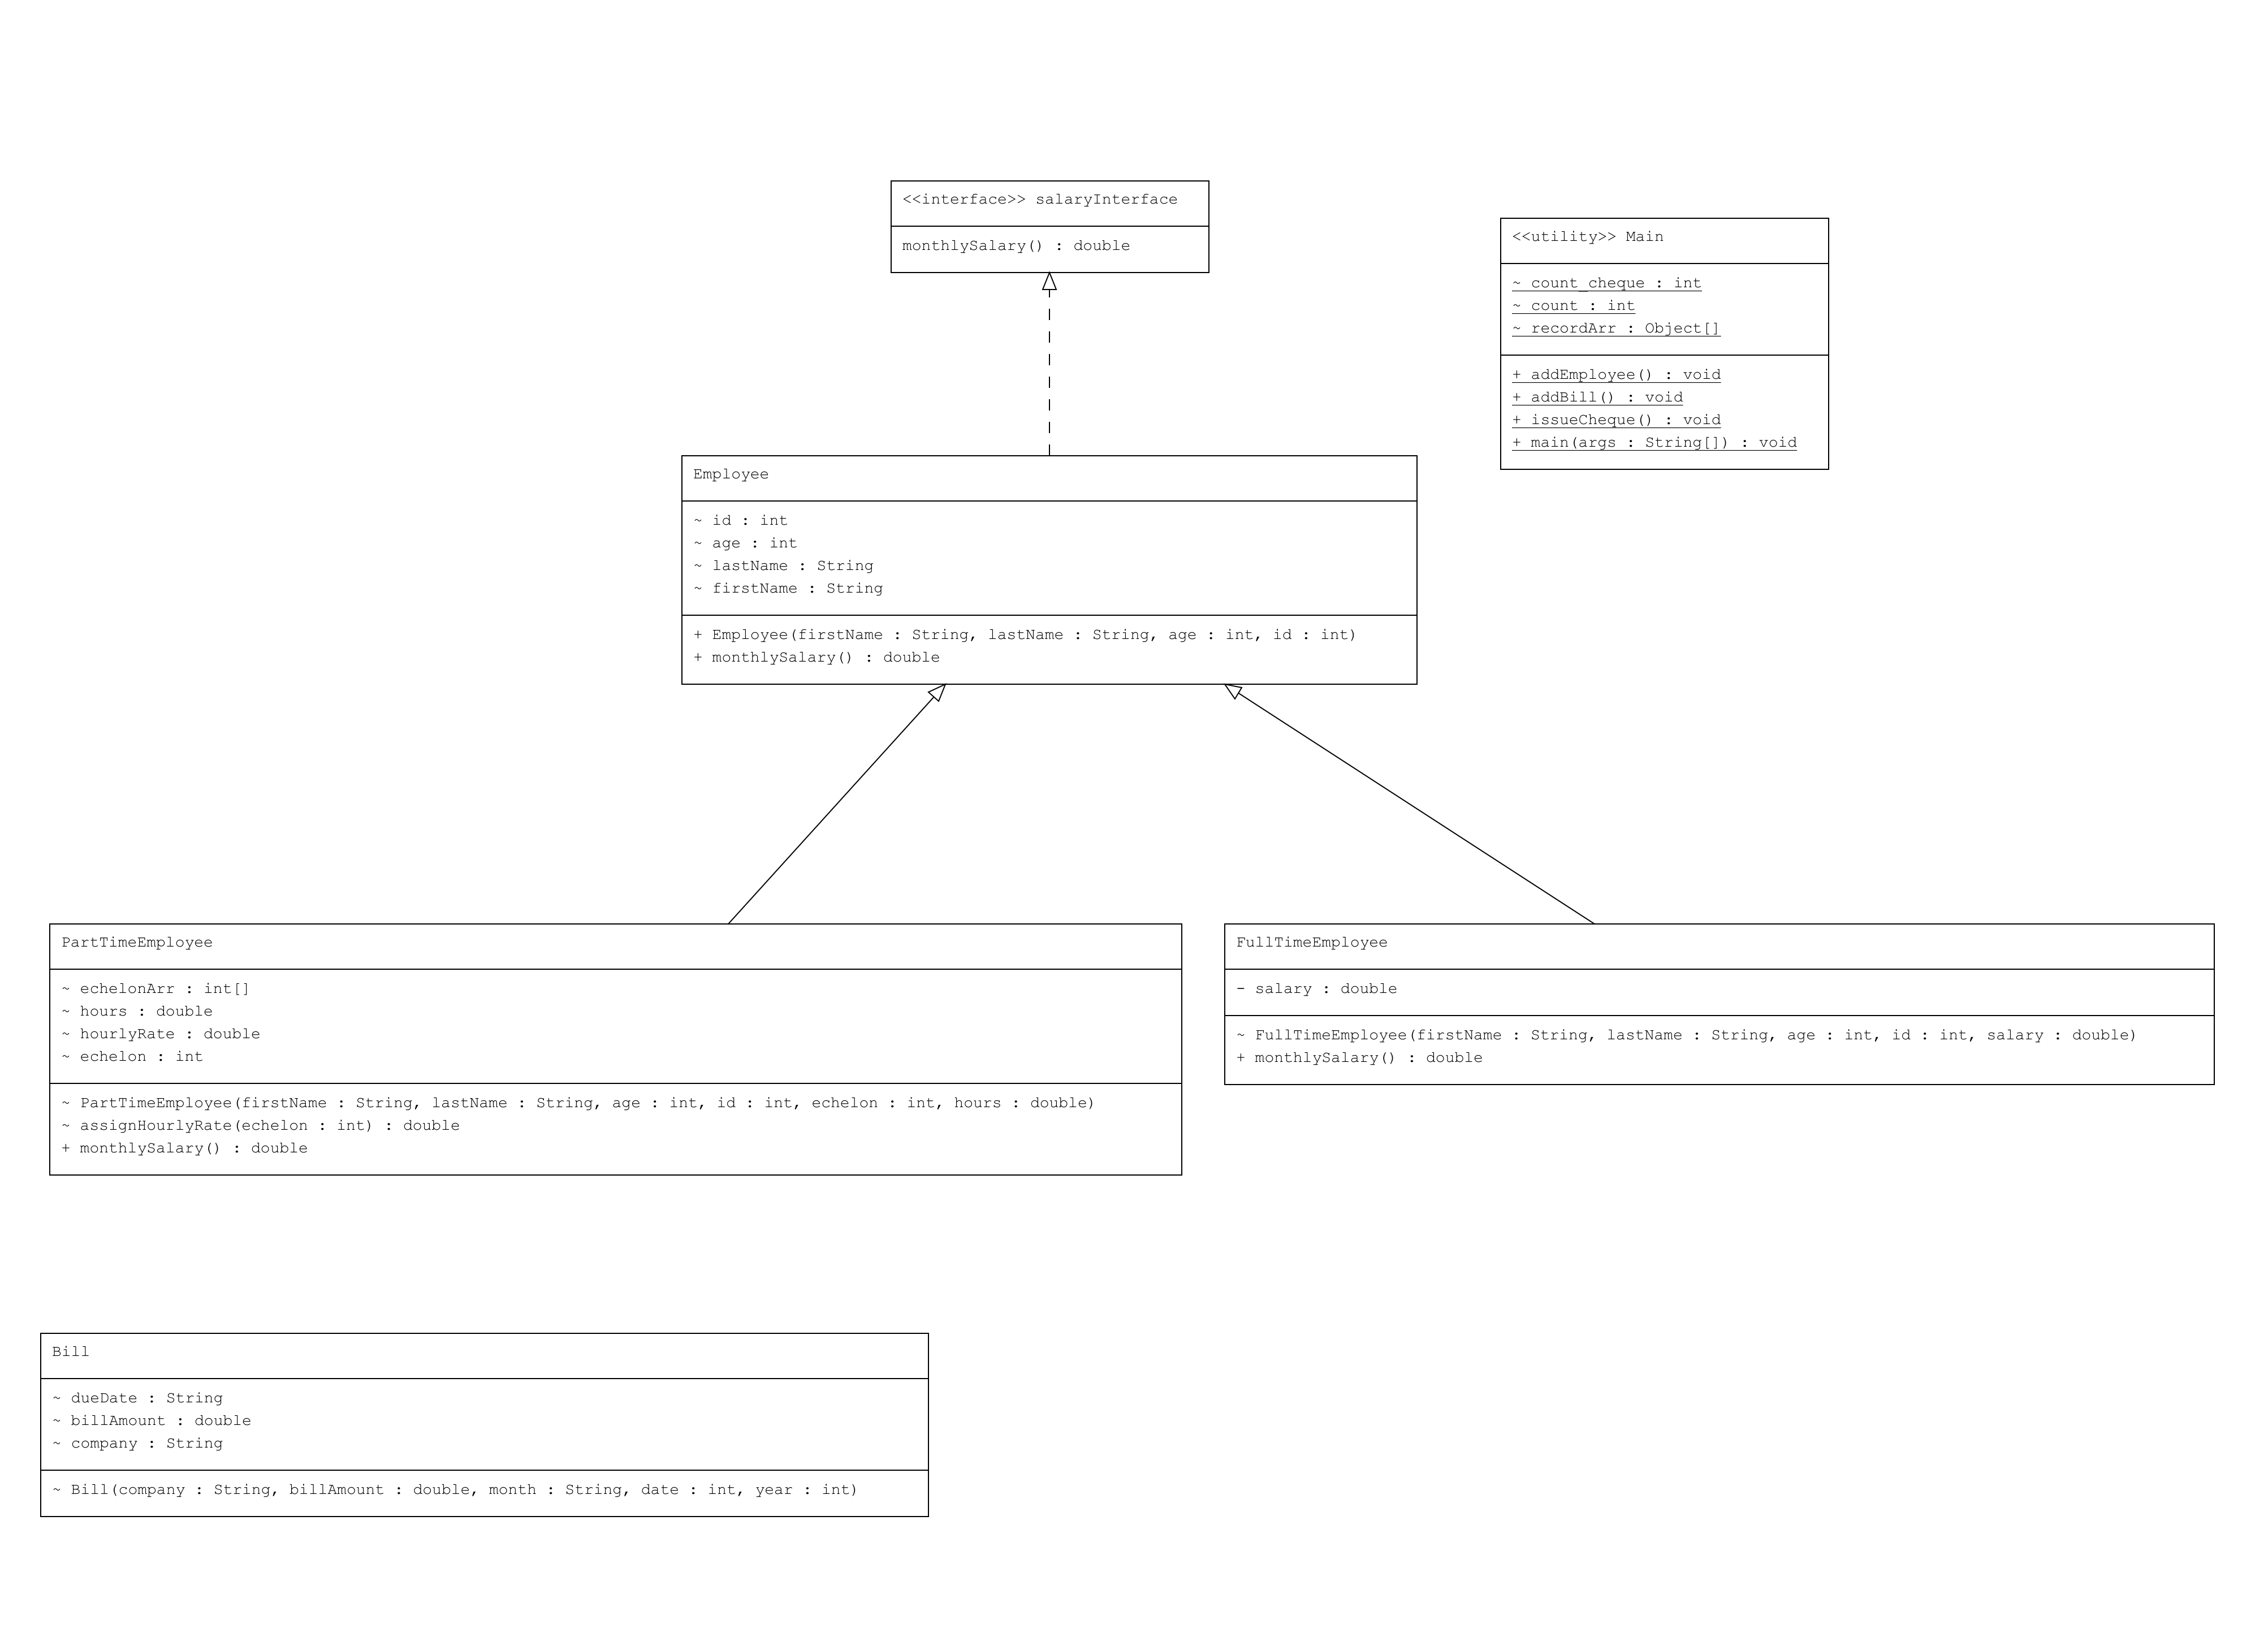 <<interface>> salaryInterface
monthlySalary() : double
<<utility>> Main
~ count_cheque : int
~ count : int
~ recordArr : Object[]
+ addEmployee() : void
+ addBill() : void
+ issueCheque() : void
+ main(args : String[]) : void
Employee
~ id : int
~ age : int
~ lastName : String
~ firstName : String
+ Employee(firstName : String, lastName : String, age : int, id : int)
+ monthlySalary() : double
PartTimeEmployee
~ echelonArr : int[]
~ hours : double
~ hourlyRate : double
~ echelon : int
~ PartTimeEmployee(firstName : String, lastName : String, age : int, id : int, echelon : int, hours : double)
~ assignHourlyRate(echelon : int) : double
+ monthlySalary() : double
FullTimeEmployee
- salary : double
~ FullTimeEmployee(firstName : String, lastName : String, age : int, id : int, salary : double)
+ monthlySalary() : double
Bill
~ dueDate : String
~ billAmount : double
~ company : String
~ Bill(company : String, billAmount : double, month : String, date : int, year : int)